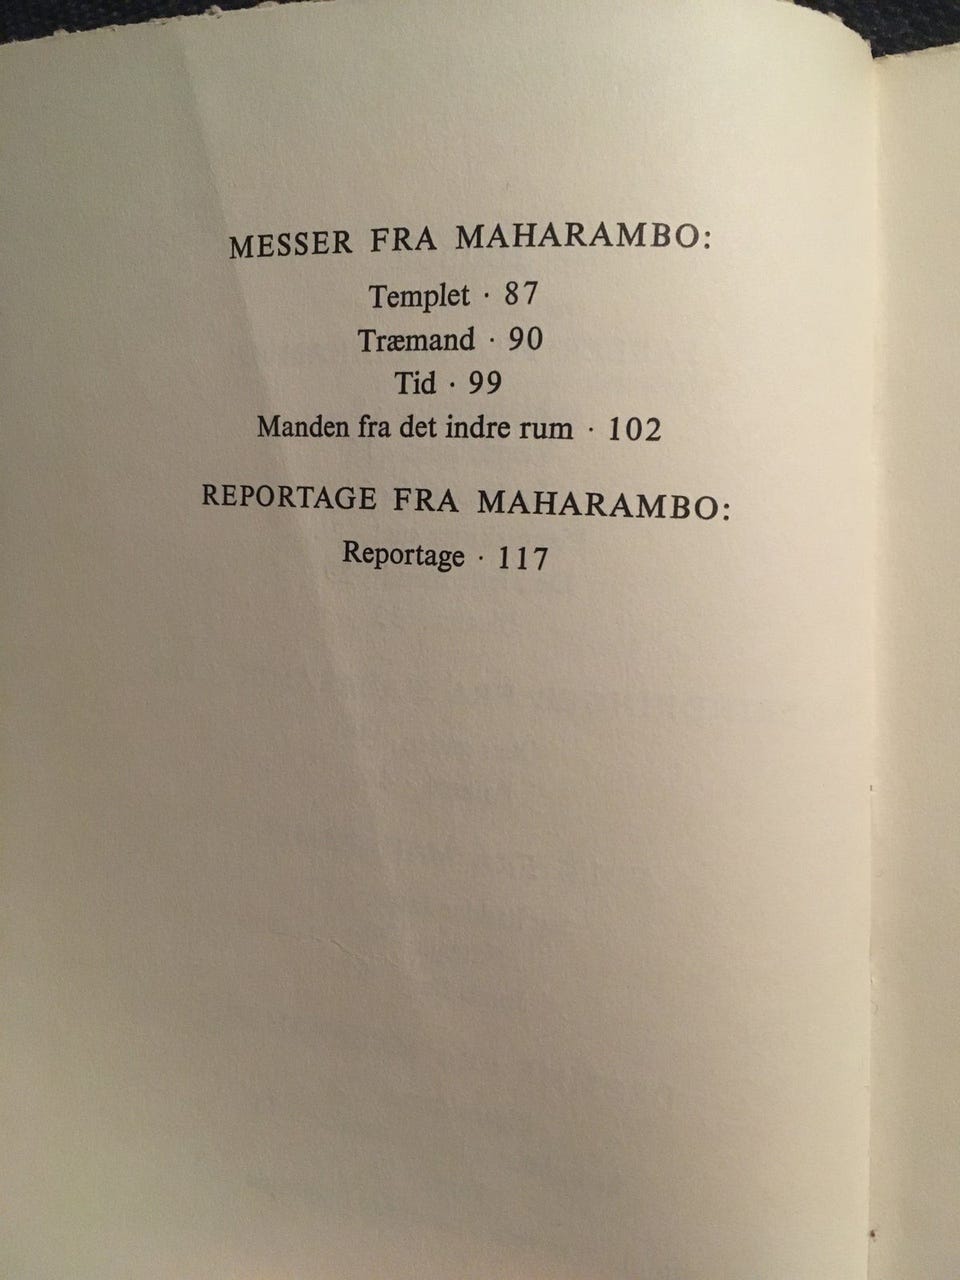 MESSER FRA MAHARAMBO:
Templet · 87
Træmand · 90
Tid · 99
Manden fra det indre rum · 102
REPORTAGE FRA MAHARAMBO:
Reportage · 117